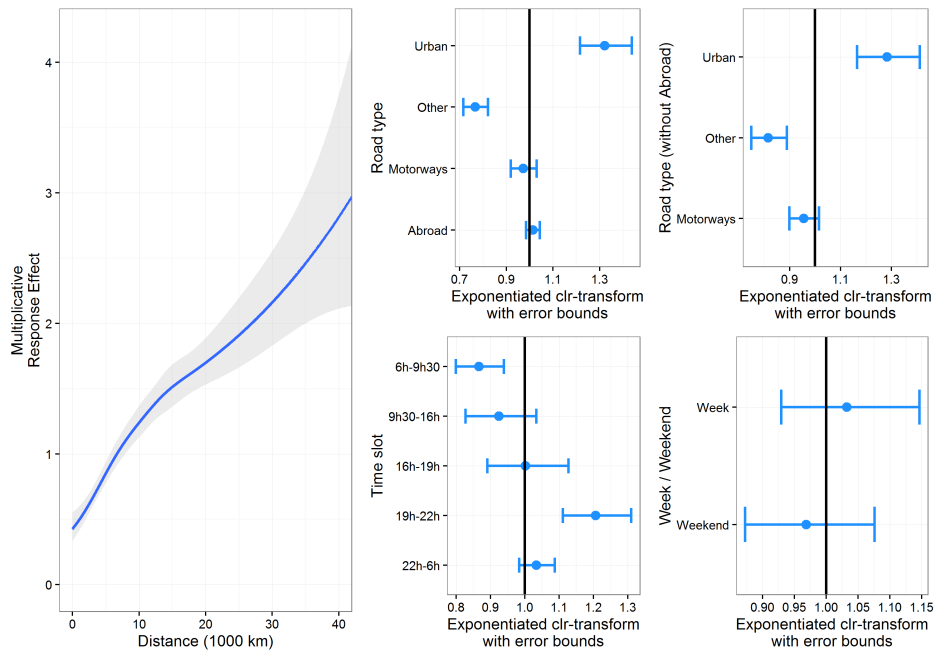 Multiplicative
Response Effect
4
3
2
1
0
0 10 20 30 40
Distance (1000 km)
Road type
Urban
Other
Motorways
Abroad
0.7 0.9 1.1 1.3
Exponentiated clr-transform
with error bounds
Road type (without Abroad)
Urban
Other
Motorways
0.9 1.1 1.3
Exponentiated clr-transform
with error bounds
Time slot
6h-9h30
9h30-16h
16h-19h
19h-22h
22h-6h
0.8 0.9 1.0 1.1 1.2 1.3
Exponentiated clr-transform
with error bounds
Week / Weekend
Week
Weekend
0.90 0.95 1.00 1.05 1.10 1.15
Exponentiated clr-transform
with error bounds